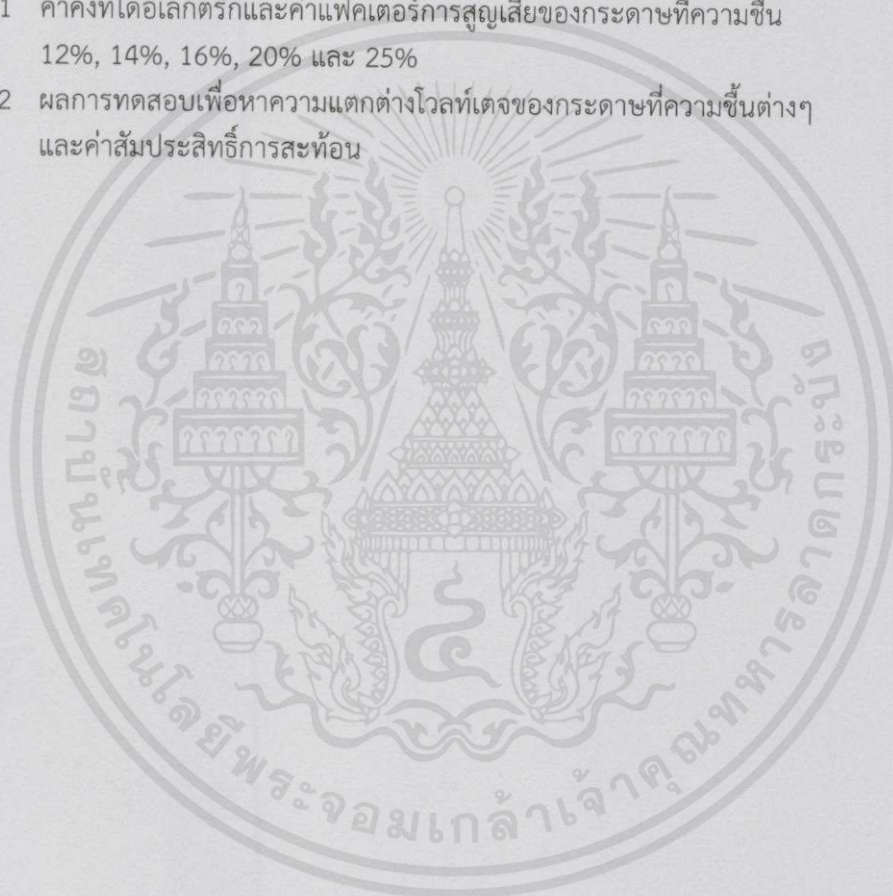 1 ค่าคงที่ไดอิเล็กตริกและค่าแฟคเตอร์การสูญเสียของกระดาษที่ความชื้น
12%, 14%, 16%, 20% และ 25%
2 ผลการทดสอบเพื่อหาความแตกต่างโวลท์เตจของกระดาษที่ความชื้นต่างๆ
และค่าสัมประสิทธิ์การสะท้อน
สถาบันเทคโนโลยีพระจอมเกล้าเจ้าคุณทหารลาดกระบัง